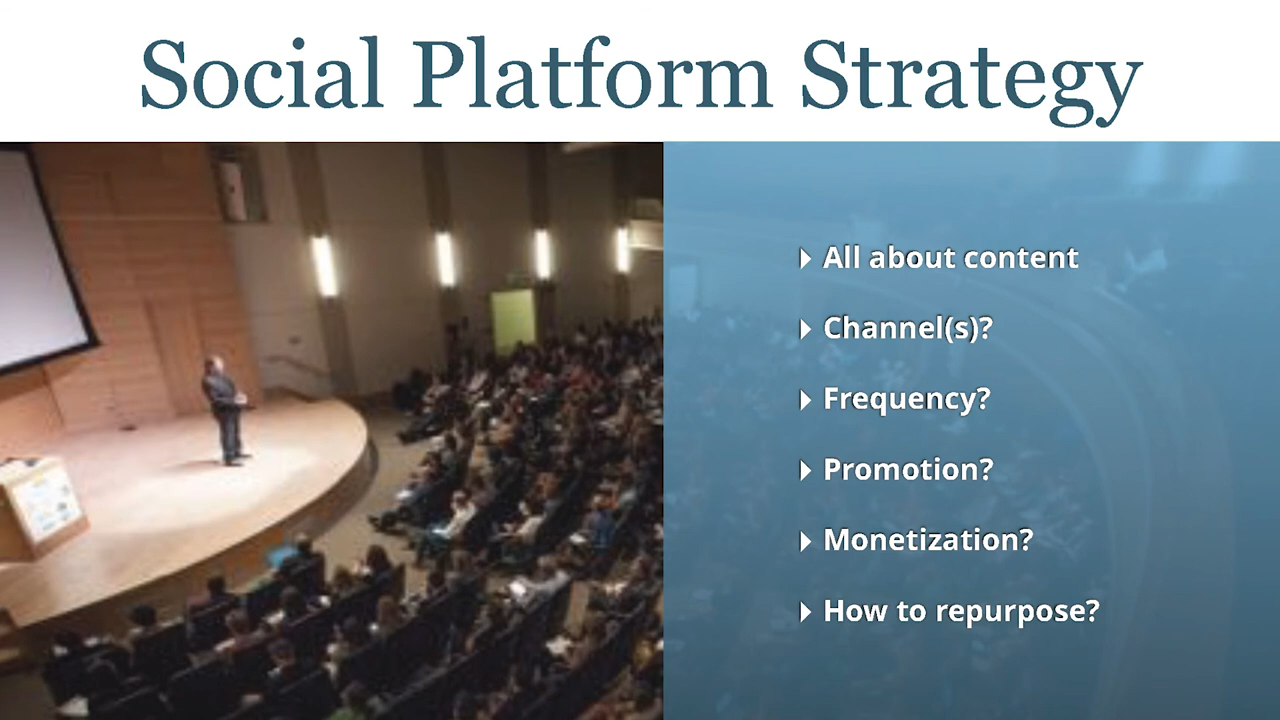 Social Platform Strategy
All about content
Channel(s)?
Frequency?
Promotion?
Monetization?
How to repurpose?